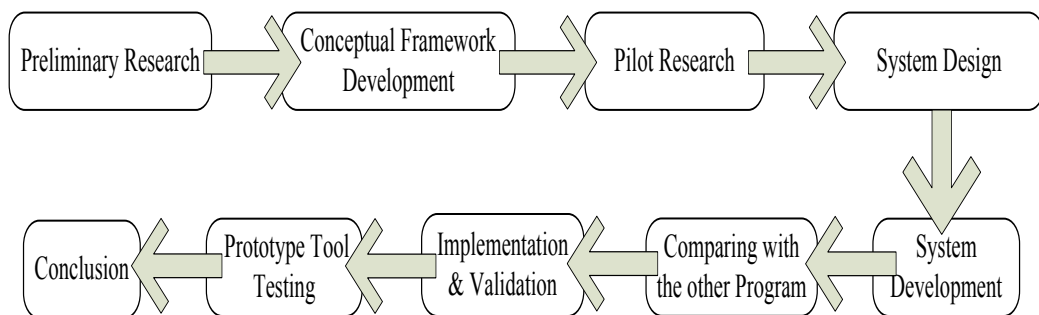 Preliminary Research
Conceptual Framework
Development
Pilot Research
System Design
System
Development
Comparing with
the other Program
Implementation
& Validation
Prototype Tool
Testing
Conclusion